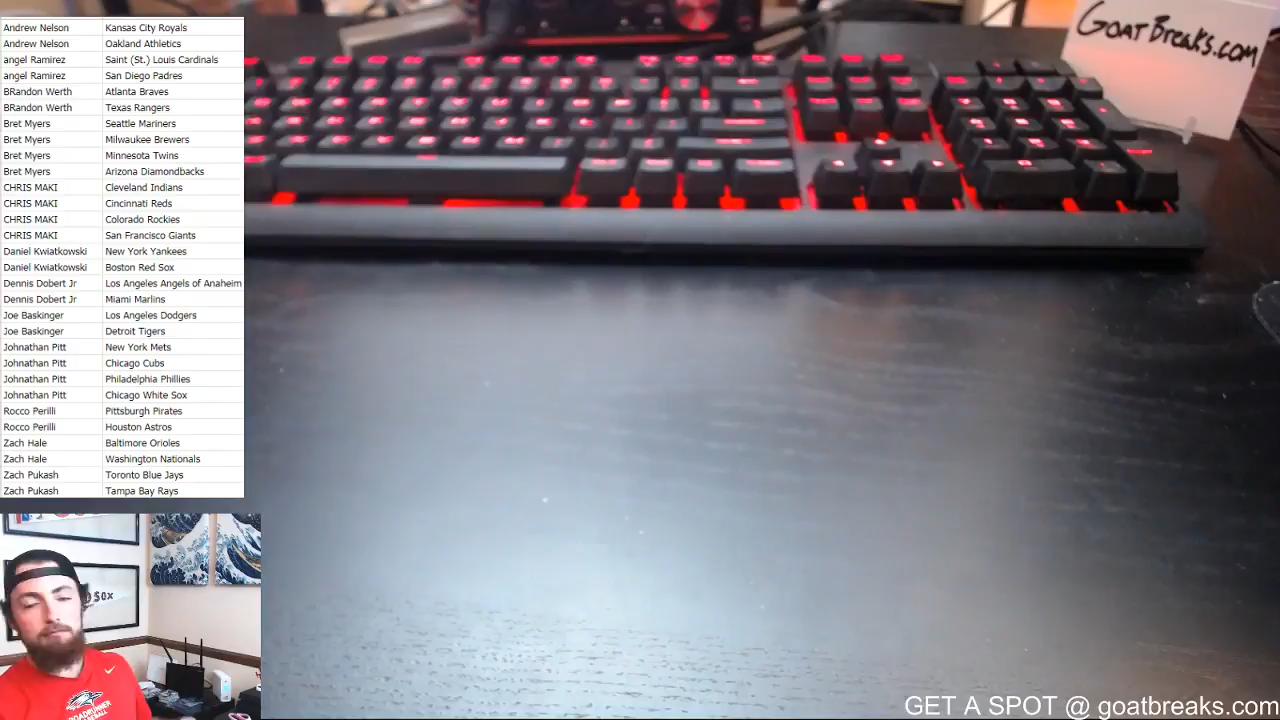 Andrew Nelson Kansas City Royals
Andrew Nelson Oakland Athletics
angel Ramirez Saint (St.) Louis Cardinals
angel Ramirez San Diego Padres
BRandon Werth Atlanta Braves
BRandon Werth Texas Rangers
Bret Myers Seattle Mariners
Bret Myers Milwaukee Brewers
Bret Myers Minnesota Twins
Bret Myers Arizona Diamondbacks
CHRIS MAKI Cleveland Indians
CHRIS MAKI Cincinnati Reds
CHRIS MAKI Colorado Rockies
CHRIS MAKI San Francisco Giants
Daniel Kwiatkowski New York Yankees
Daniel Kwiatkowski Boston Red Sox
Dennis Dobert Jr Los Angeles Angels of Anaheim
Dennis Dobert Jr Miami Marlins
Joe Baskinger Los Angeles Dodgers
Joe Baskinger Detroit Tigers
Johnathan Pitt New York Mets
Johnathan Pitt Chicago Cubs
Johnathan Pitt Philadelphia Phillies
Johnathan Pitt Chicago White Sox
Rocco Perilli Pittsburgh Pirates
Rocco Perilli Houston Astros
Zach Hale Baltimore Orioles
Zach Hale Washington Nationals
Zach Pukash Toronto Blue Jays
Zach Pukash Tampa Bay Rays
GOATBREAKS.COM
GET A SPOT @ goatbreaks.com